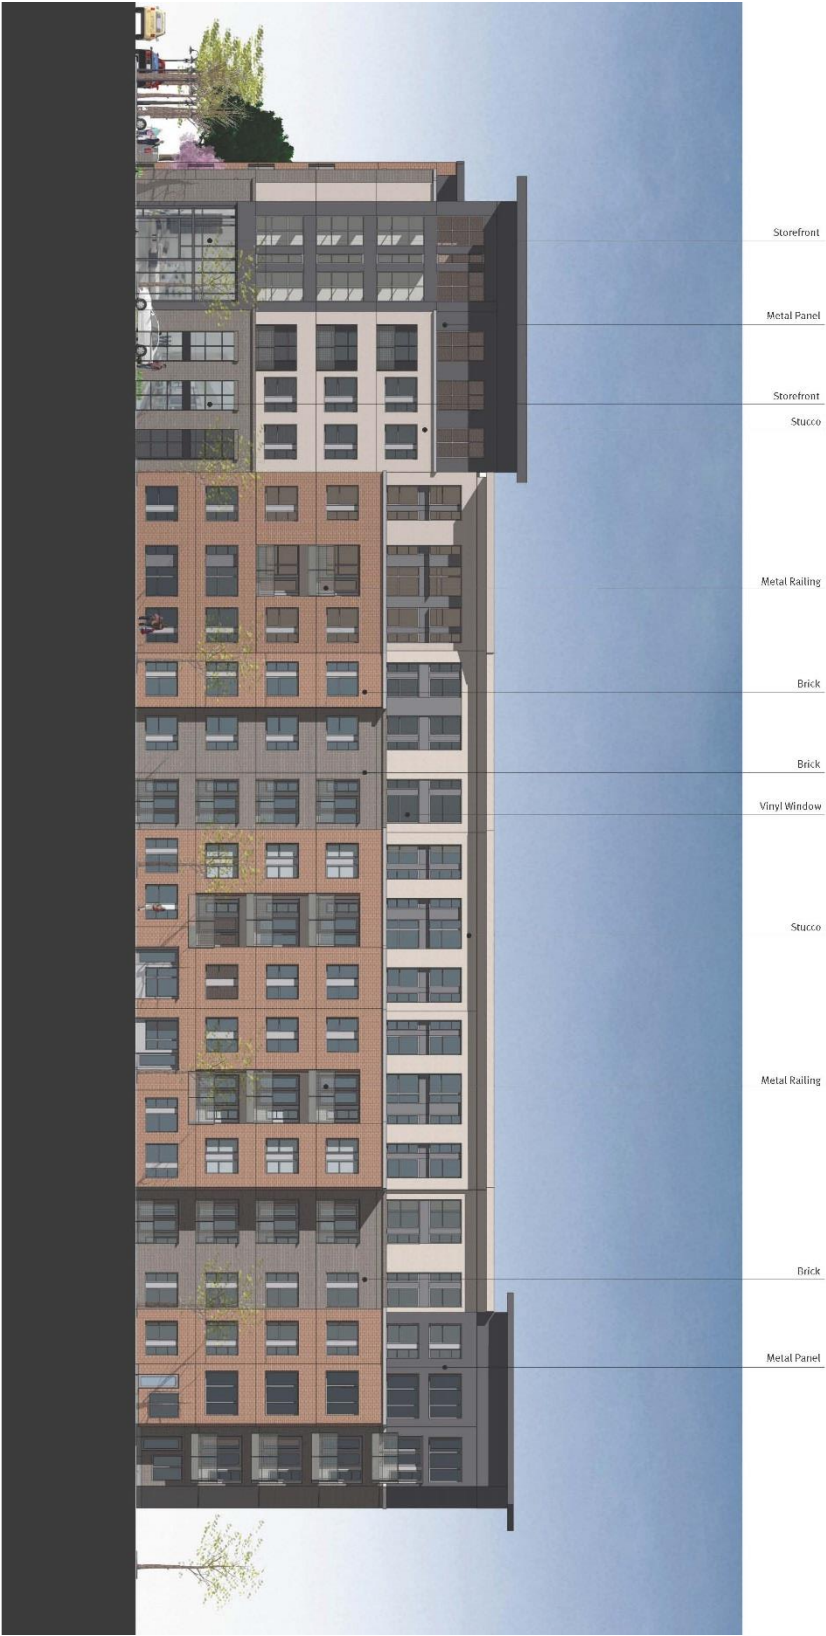 Storefront
Metal Panel
Storefront
Stucco
Metal Railing
Brick
Brick
Vinyl Window
Stucco
Metal Railing
Brick
Metal Panel